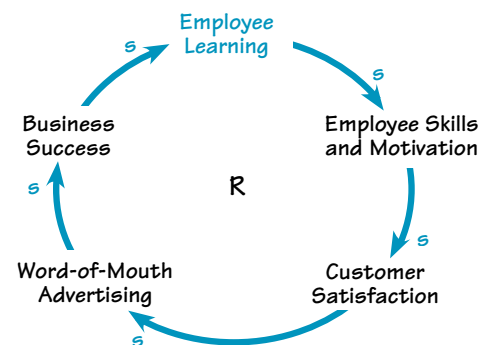 Employee
Learning
s
s
Business
Success
Employee Skills
and Motivation
R
s
s
Word-of-Mouth
Advertising
Customer
Satisfaction
s